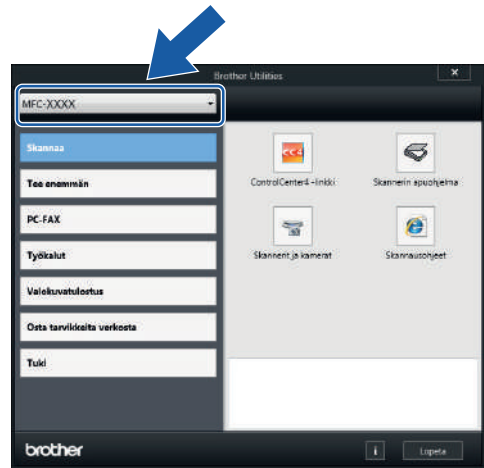 Brother Utilities
X
MFC-XXXX
Skannaa
Tee enemmän
PC-FAX
Työkalut
Valokuvatulostus
Osta tarvikkeita verkosta
Tuki
CC4
ControlCenter4 -linkki
Skannerin apuohjelma
Skannerit ja kamerat
Skannausohjeet
brother
i
Lopeta